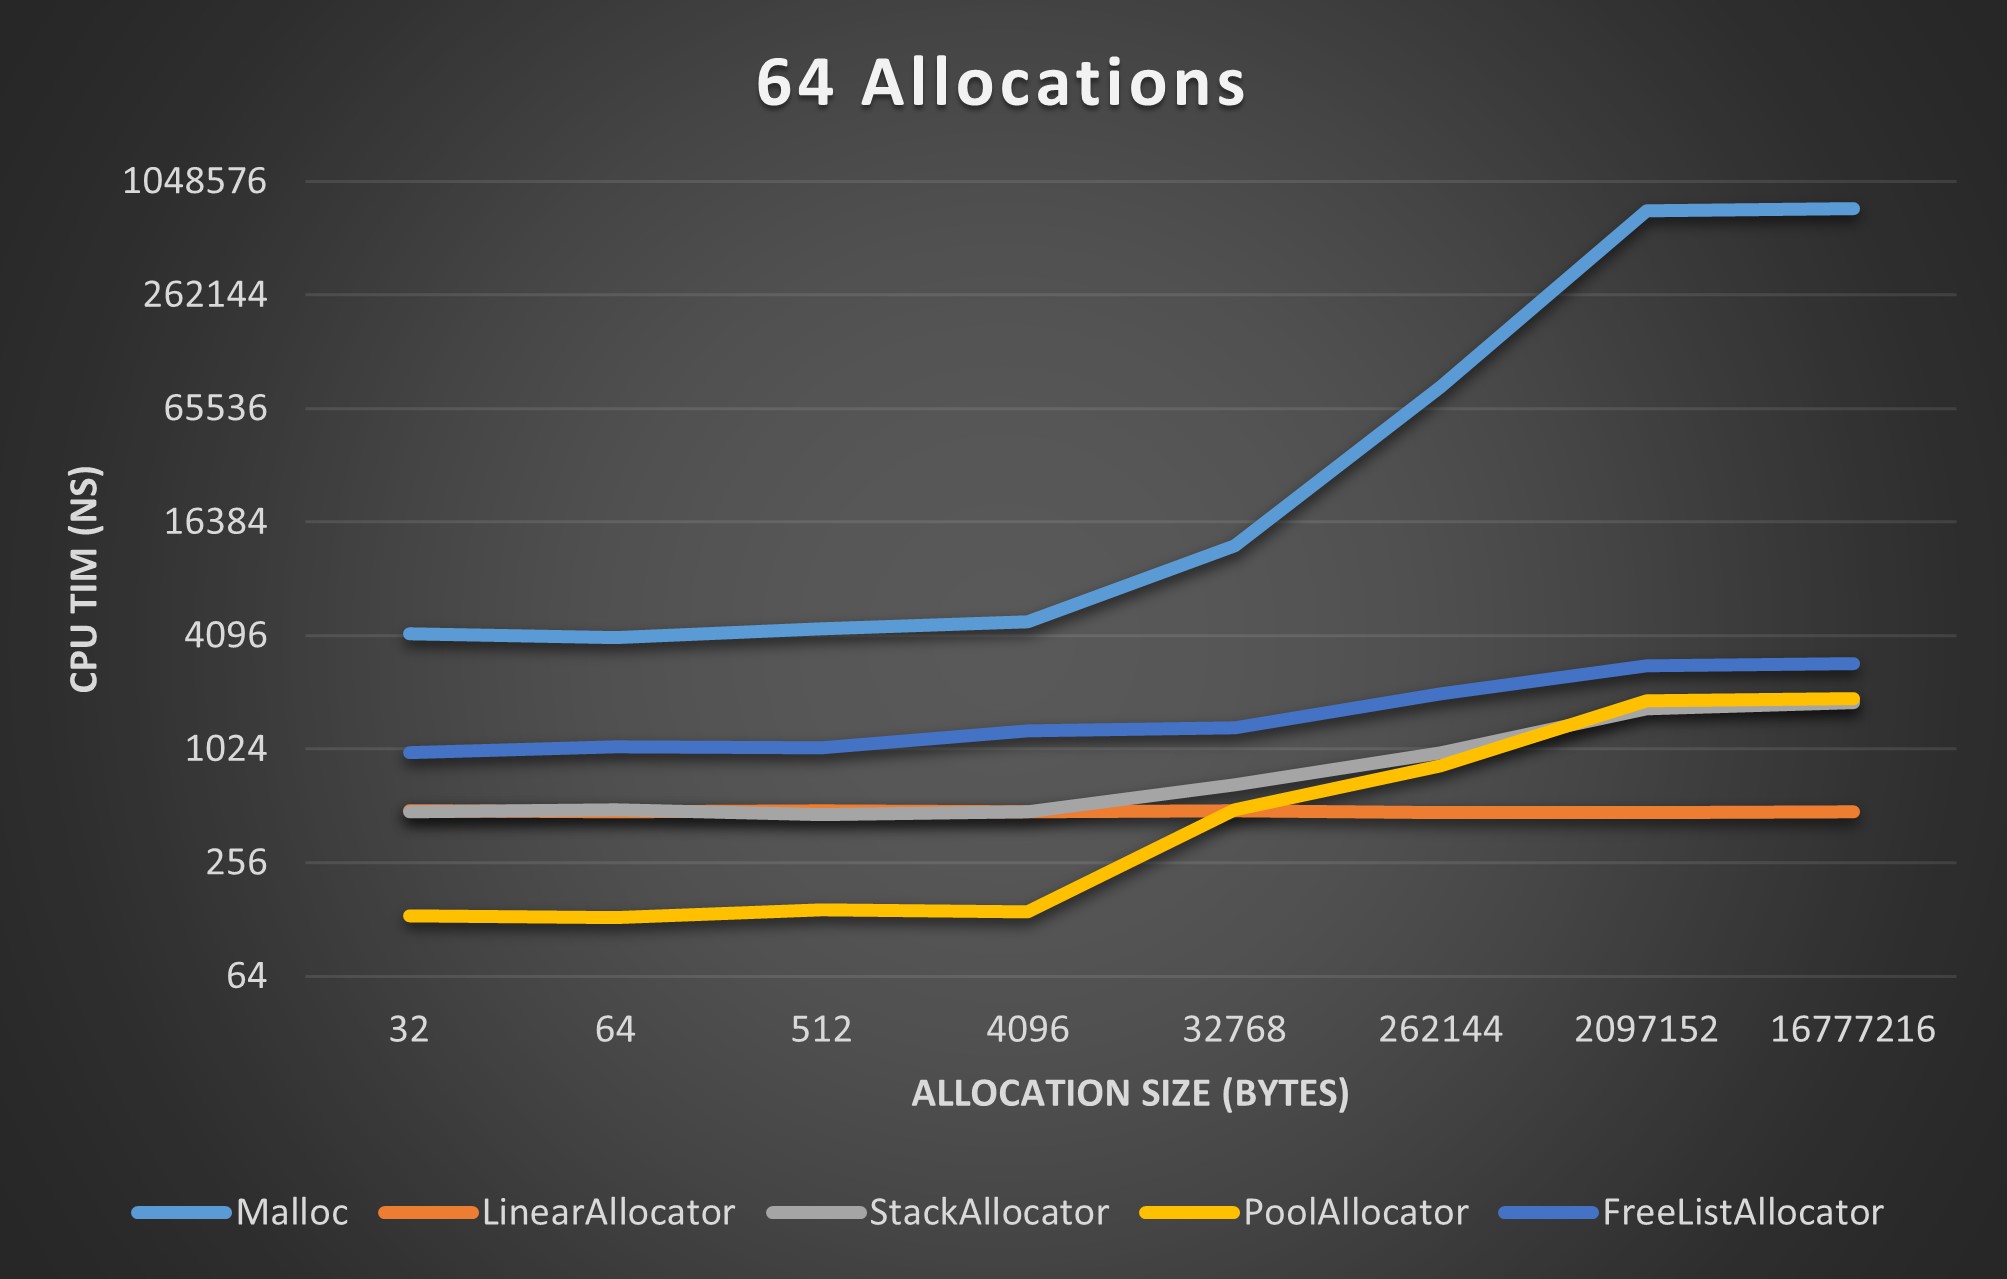 64 Allocations
1048576
262144
65536
16384
4096
1024
256
64
CPU TIM (NS)
32 64 512 4096 32768 262144 2097152 16777216
ALLOCATION SIZE (BYTES)
Malloc LinearAllocator StackAllocator PoolAllocator FreeListAllocator